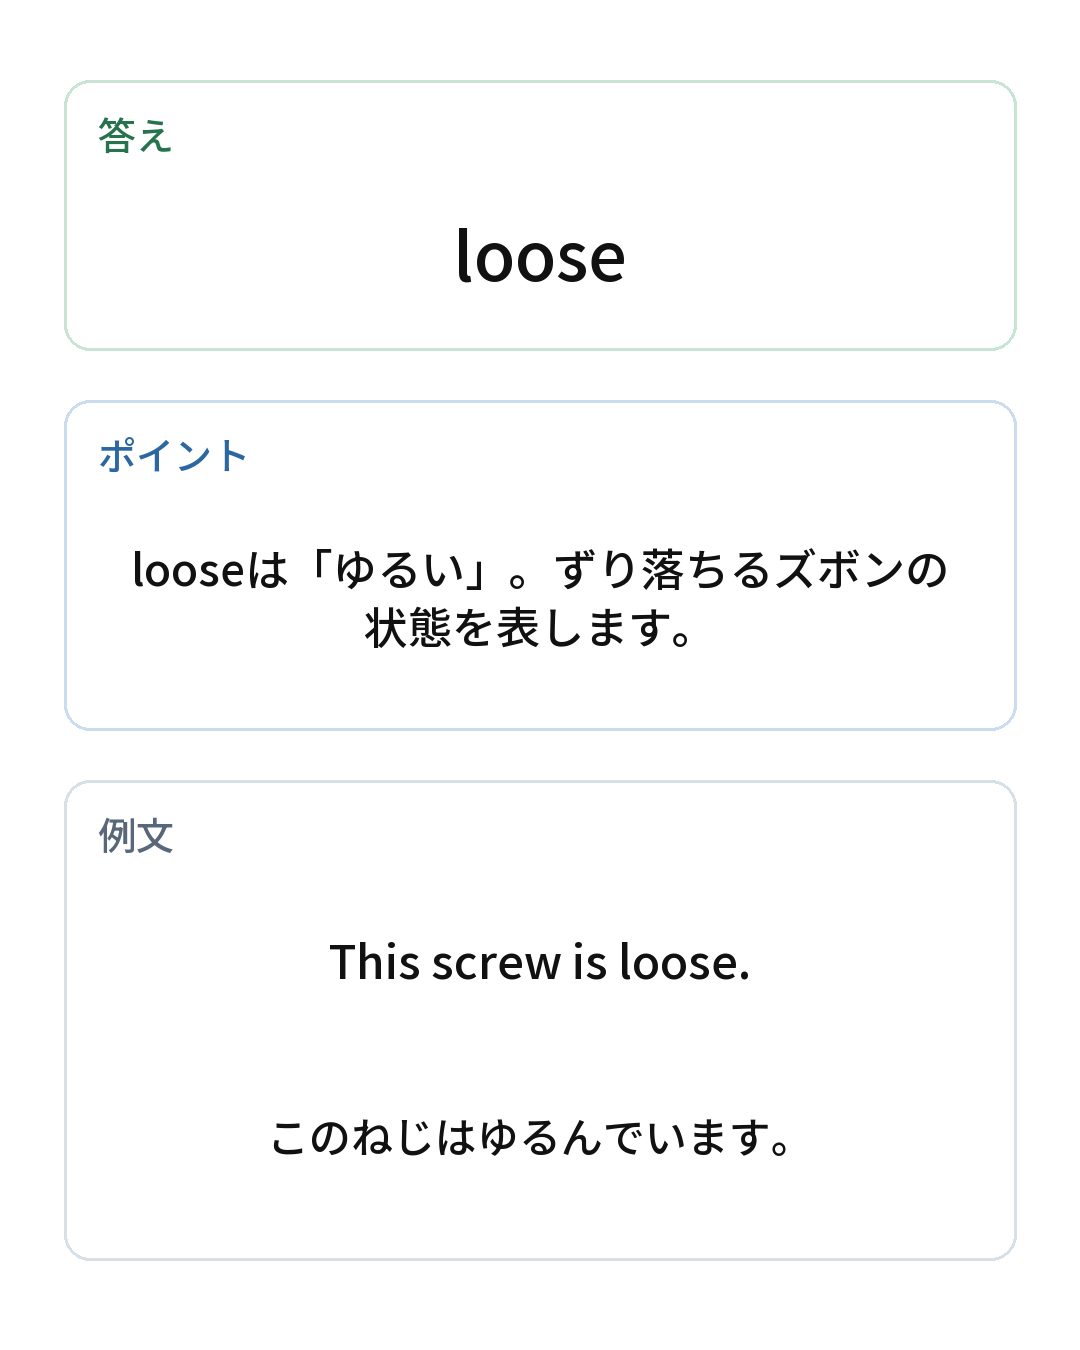 答え
loose
ポイント
looseは「ゆるい」。ずり落ちるズボンの
状態を表します。
例文
This screw is loose.
このねじはゆるんでいます。